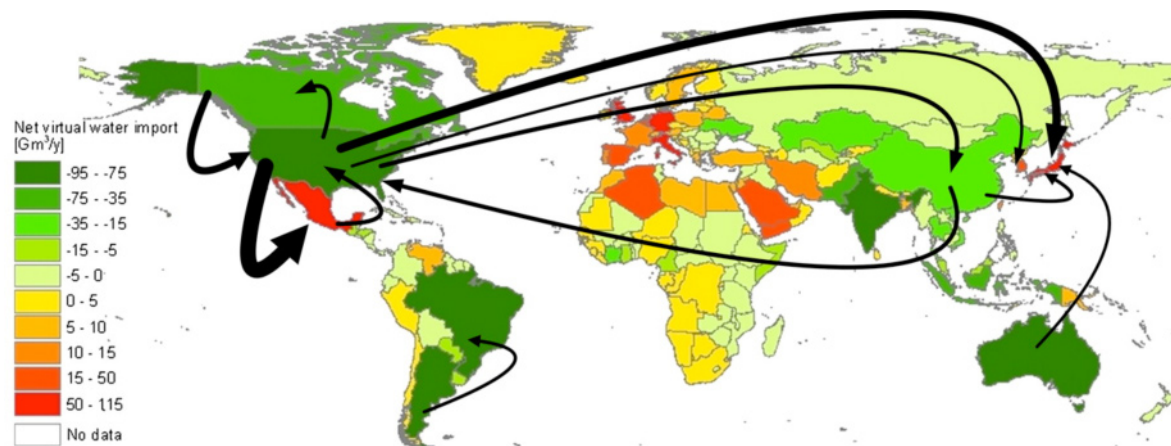 Net virtual water import
[Gm³/y]
-95 - -75
-75 - -35
-35 - -15
-15 - -5
-5 - 0
0 - 5
5 - 10
10 - 15
15 - 50
50 - 115
No data